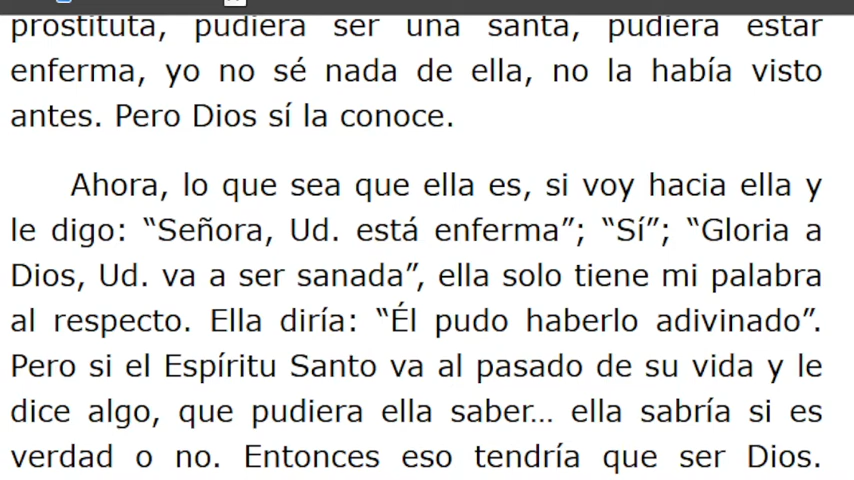 prostituta, pudiera ser una santa, pudiera estar
enferma, yo no sé nada de ella, no la había visto
antes. Pero Dios sí la conoce.
Ahora, lo que sea que ella es, si voy hacia ella y
le digo: “Señora, Ud. está enferma”; “Sí”; “Gloria a
Dios, Ud. va a ser sanada”, ella solo tiene mi palabra
al respecto. Ella diría: “Él pudo haberlo adivinado”.
Pero si el Espíritu Santo va al pasado de su vida y le
dice algo, que pudiera ella saber... ella sabría si es
verdad o no. Entonces eso tendría que ser Dios.